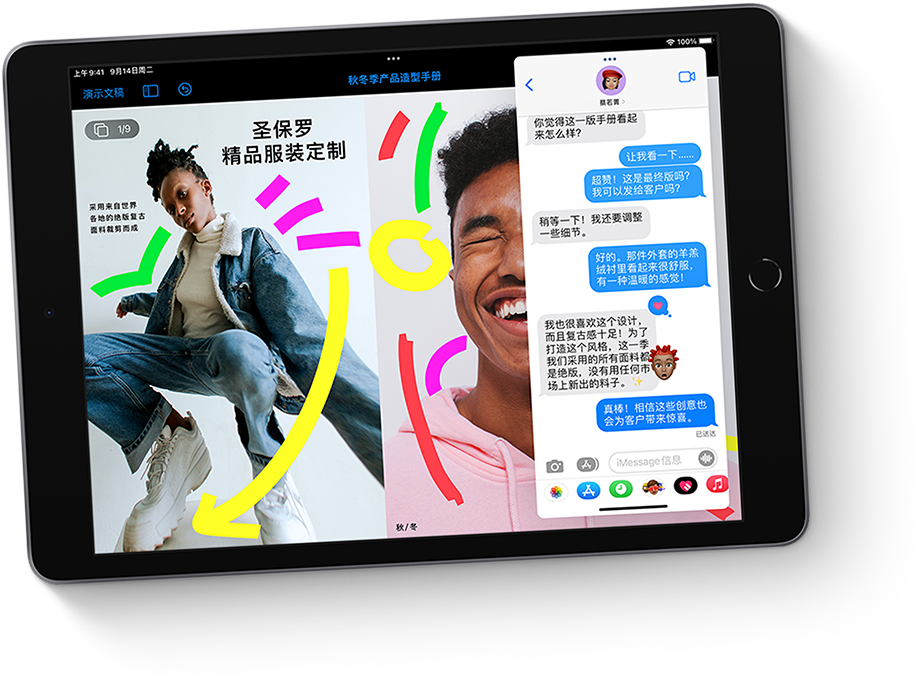 上午9:41 9月14日周二
100%
演示文稿
秋冬季产品造型手册
1/9
圣保罗
精品服装定制
采用来自世界
各地的绝版复古
面料裁剪而成
秋/冬
蔡若菁
你觉得这一版手册看起
来怎么样?
让我看一下......
超赞!这是最终版吗?
我可以发给客户吗?
稍等一下!我还要调整
一些细节。
好的。那件外套的羊羔
绒衬里看起来很舒服,
有一种温暖的感觉!
我也很喜欢这个设计,
而且复古感十足!为了
打造这个风格,这一季
我们采用的所有面料都
是绝版,没有用任何市
场上新出的料子。✨
真棒!相信这些创意也
会为客户带来惊喜。
已送达
iMessage信息